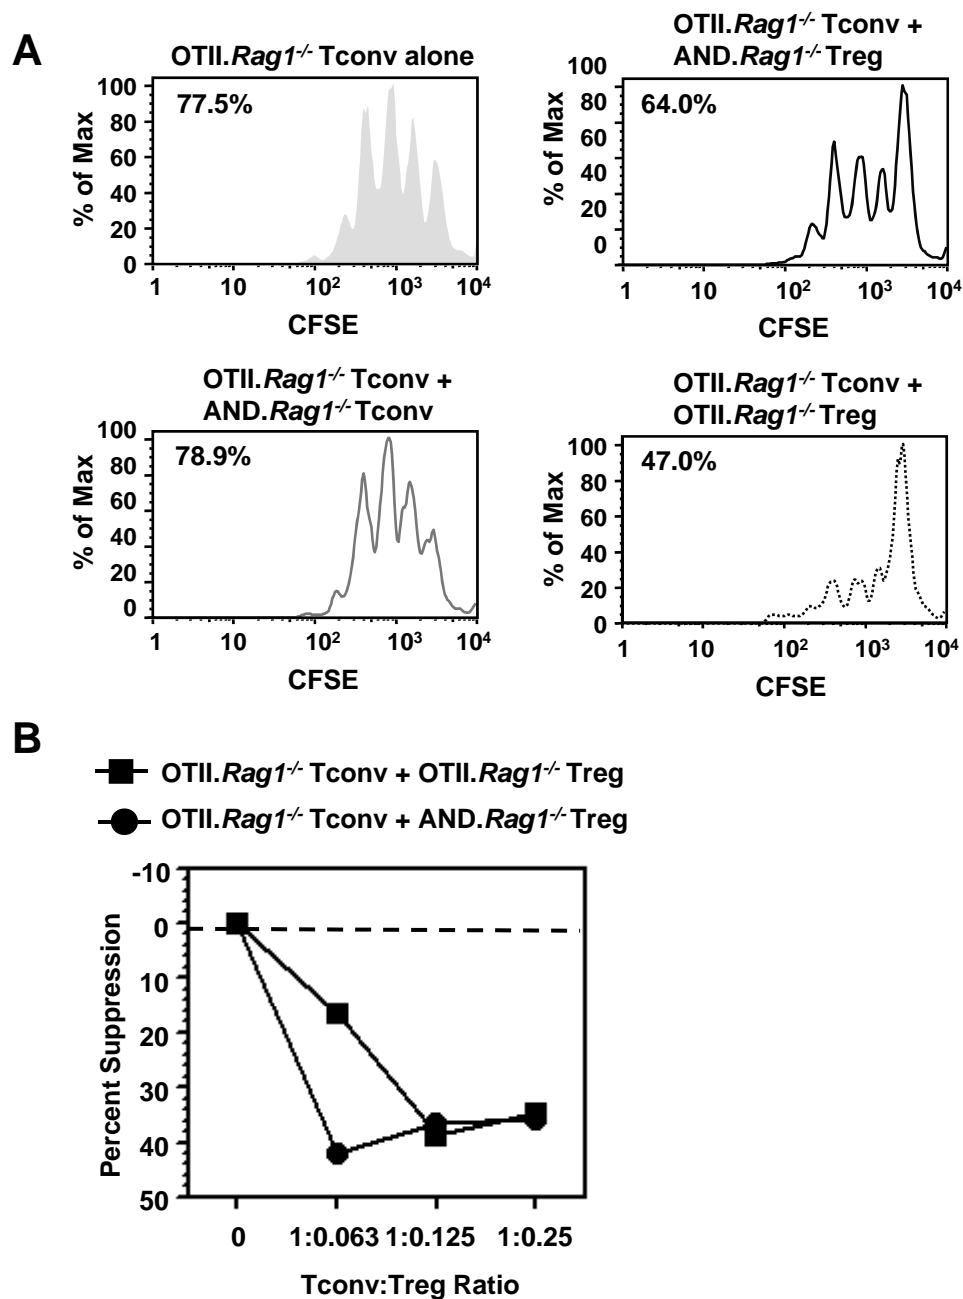 A
OTII.Rag1-/- Tconv alone
77.5%
% of Max
100
80
60
40
20
0
1 10 10² 10³ 10⁴
CFSE
OTII.Rag1-/- Tconv +
AND.Rag1-/- Treg
64.0%
% of Max
100
80
60
40
20
0
1 10 10² 10³ 10⁴
CFSE
OTII.Rag1-/- Tconv +
AND.Rag1-/- Tconv
78.9%
% of Max
100
80
60
40
20
0
1 10 10² 10³ 10⁴
CFSE
OTII.Rag1-/- Tconv +
OTII.Rag1-/- Treg
47.0%
% of Max
100
80
60
40
20
0
1 10 10² 10³ 10⁴
CFSE
B
OTII.Rag1-/- Tconv + OTII.Rag1-/- Treg
OTII.Rag1-/- Tconv + AND.Rag1-/- Treg
Percent Suppression
-10
0
10
20
30
40
50
0 1:0.063 1:0.125 1:0.25
Tconv:Treg Ratio